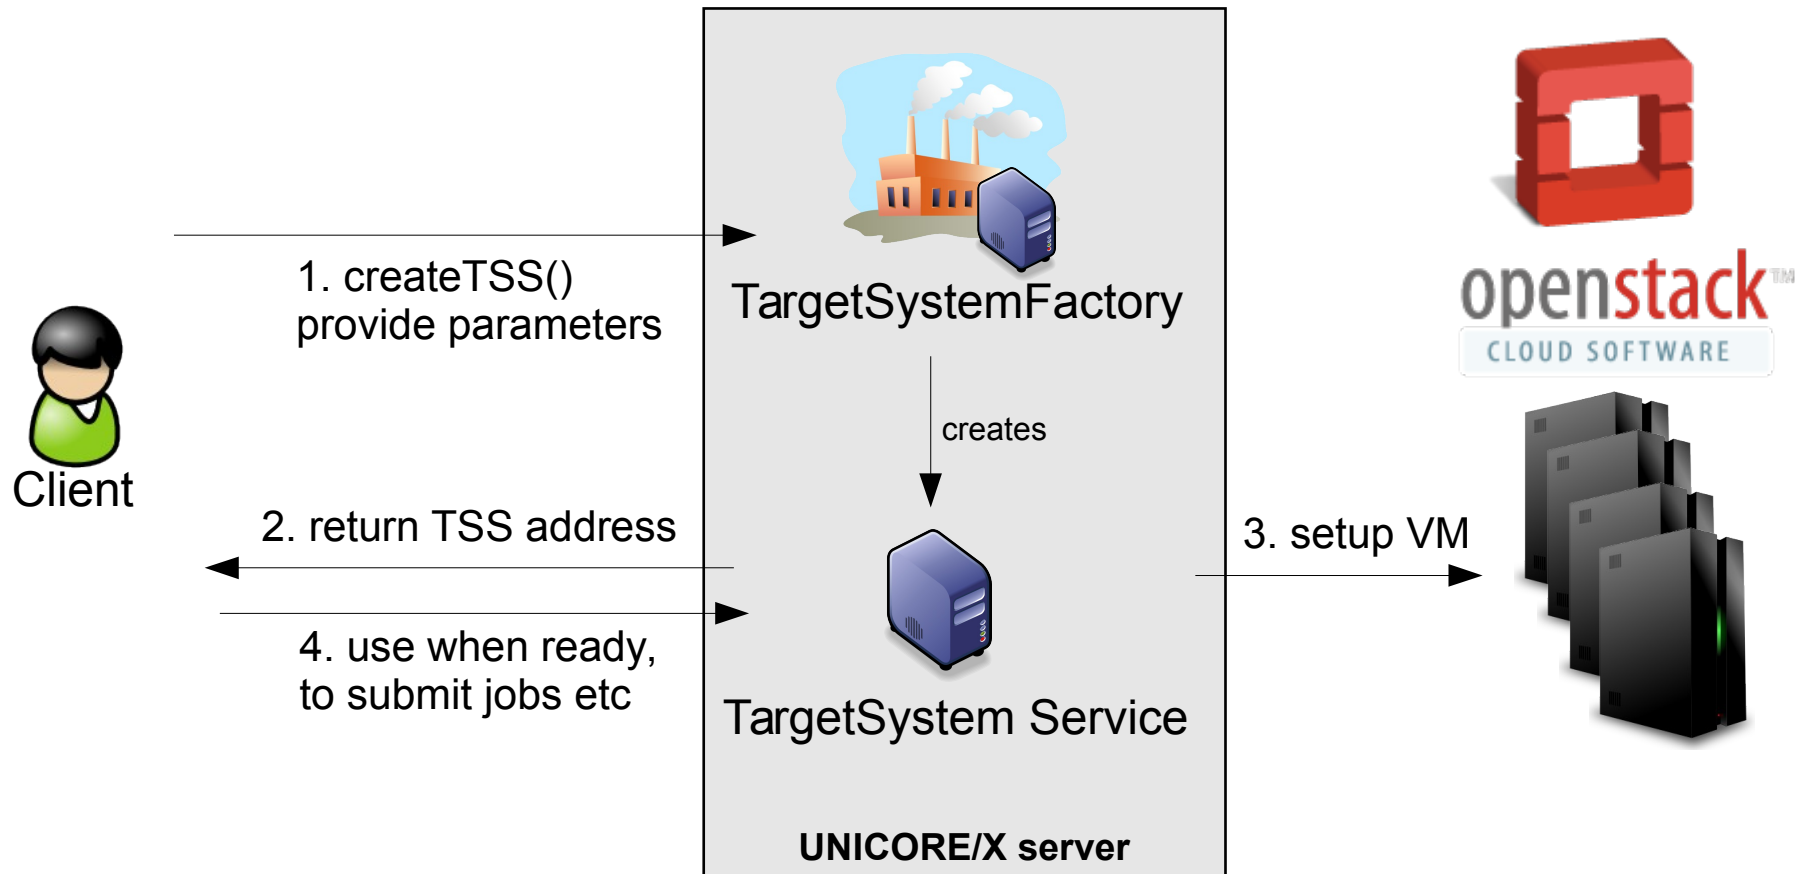 1. createTSS()
provide parameters
Client
2. return TSS address
4. use when ready,
to submit jobs etc
TargetSystemFactory
creates
TargetSystem Service
UNICORE/X server
3. setup VM
openstack™
CLOUD SOFTWARE